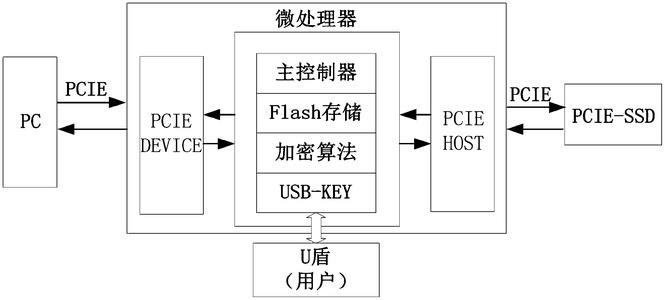 微处理器
PC
PCIE
PCIE
DEVICE
主控制器
Flash存储
加密算法
USB-KEY
PCIE
HOST
PCIE
PCIE-SSD
U盾
（用户）